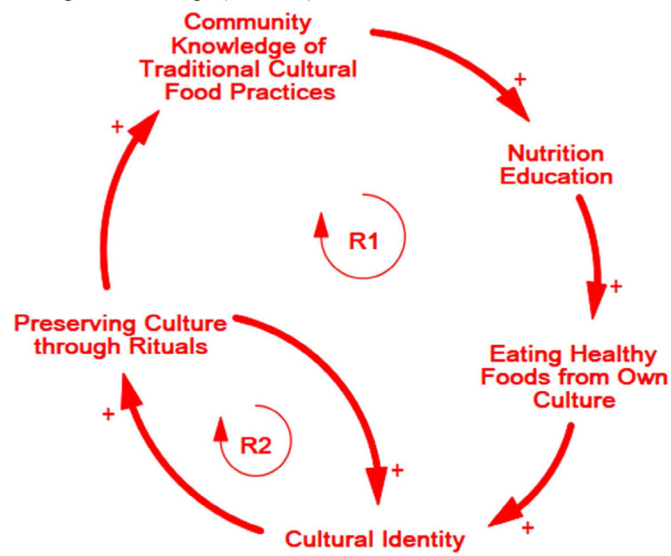 Community
Knowledge of
Traditional Cultural
Food Practices
+
+
Nutrition
Education
R1
+
Preserving Culture
through Rituals
Eating Healthy
Foods from Own
Culture
+
R2
+
+
Cultural Identity